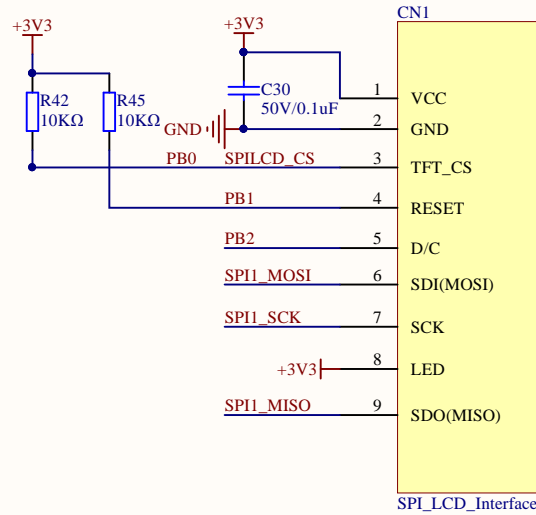 CN1
+3V3
+3V3
R42
10KΩ
R45
10KΩ
C30
50V/0.1uF
1
VCC
GND
2
GND
PB0
SPILCD_CS
3
TFT_CS
PB1
4
RESET
PB2
5
D/C
SPI1_MOSI
6
SDI(MOSI)
SPI1_SCK
7
SCK
+3V3
8
LED
SPI1_MISO
9
SDO(MISO)
SPI_LCD_Interface